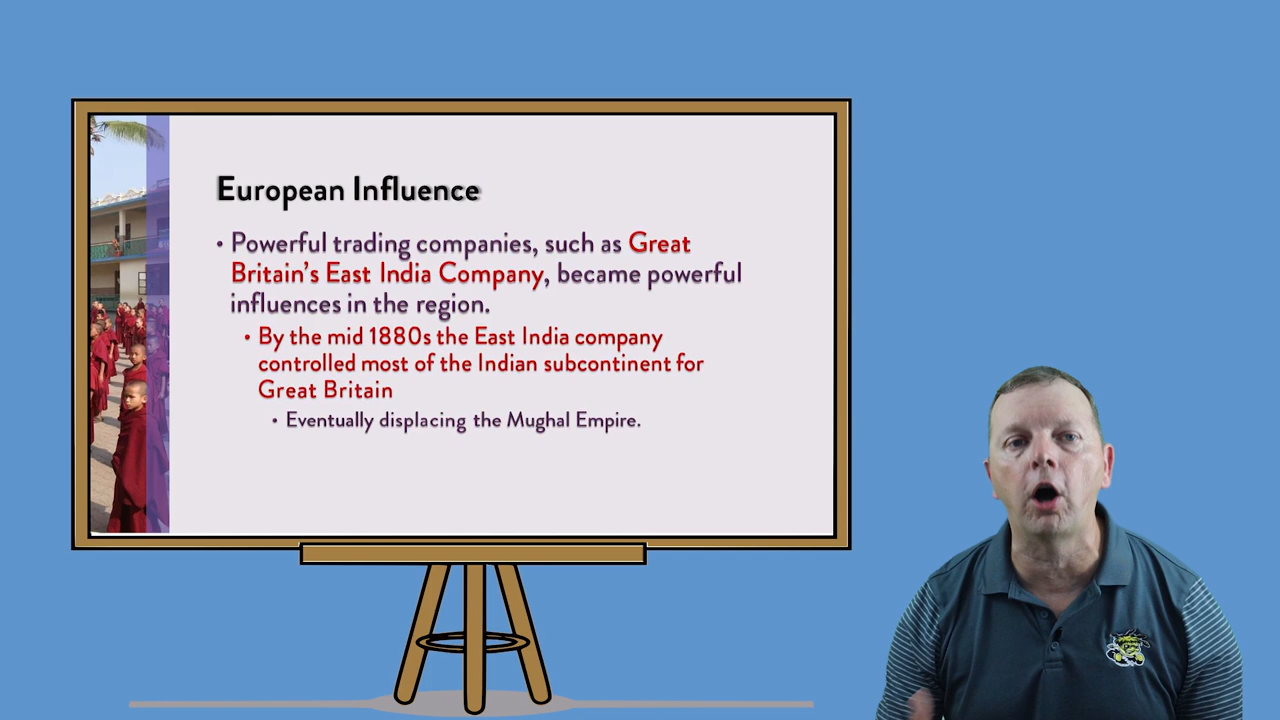 European Influence
• Powerful trading companies, such as Great
Britain's East India Company, became powerful
influences in the region.
• By the mid 1880s the East India company
controlled most of the Indian subcontinent for
Great Britain
• Eventually displacing the Mughal Empire.